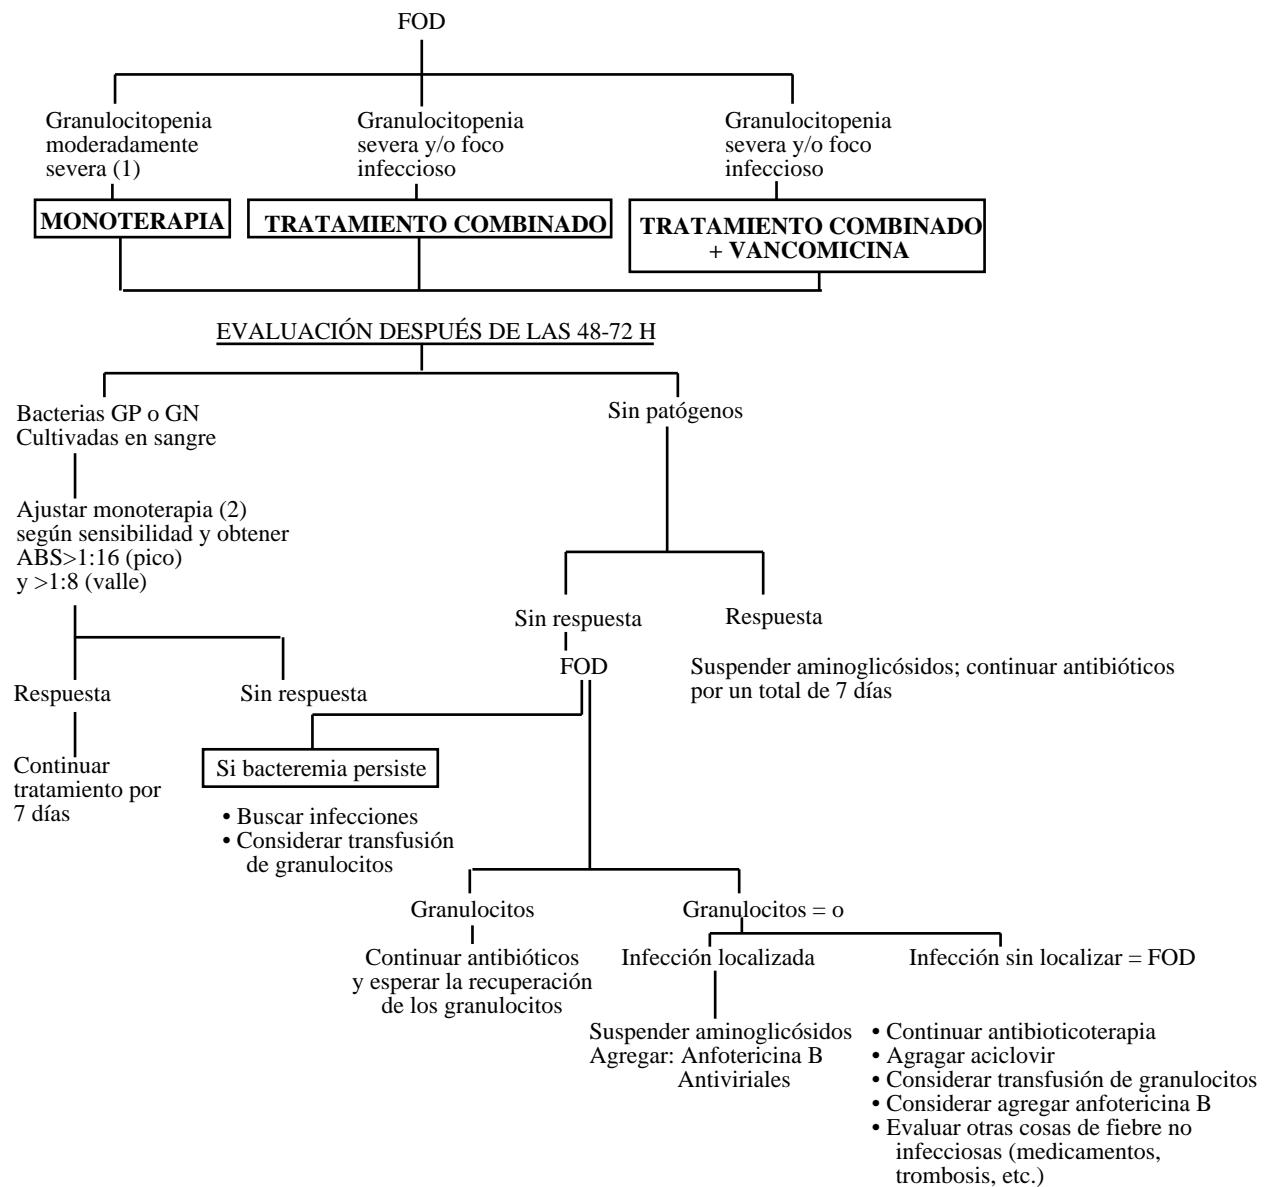 FOD
Granulocitopenia
moderadamente
severa (1)
Granulocitopenia
severa y/o foco
infeccioso
Granulocitopenia
severa y/o foco
infeccioso
MONOTERAPIA
TRATAMIENTO COMBINADO
TRATAMIENTO COMBINADO
+ VANCOMICINA
EVALUACIÓN DESPUÉS DE LAS 48-72 H
Bacterias GP o GN
Cultivadas en sangre
Sin patógenos
Ajustar monoterapia (2)
según sensibilidad y obtener
ABS>1:16 (pico)
y >1:8 (valle)
Sin respuesta
Respuesta
FOD
Suspender aminoglicósidos; continuar antibióticos
por un total de 7 días
Respuesta
Sin respuesta
Continuar
tratamiento por
7 días
Si bacteremia persiste
• Buscar infecciones
• Considerar transfusión
de granulocitos
Granulocitos
Granulocitos = o
Continuar antibióticos
y esperar la recuperación
de los granulocitos
Infección localizada
Infección sin localizar = FOD
Suspender aminoglicósidos
Agregar: Anfotericina B
Antiviriales
• Continuar antibioticoterapia
• Agragar aciclovir
• Considerar transfusión de granulocitos
• Considerar agregar anfotericina B
• Evaluar otras cosas de fiebre no
infecciosas (medicamentos,
trombosis, etc.)